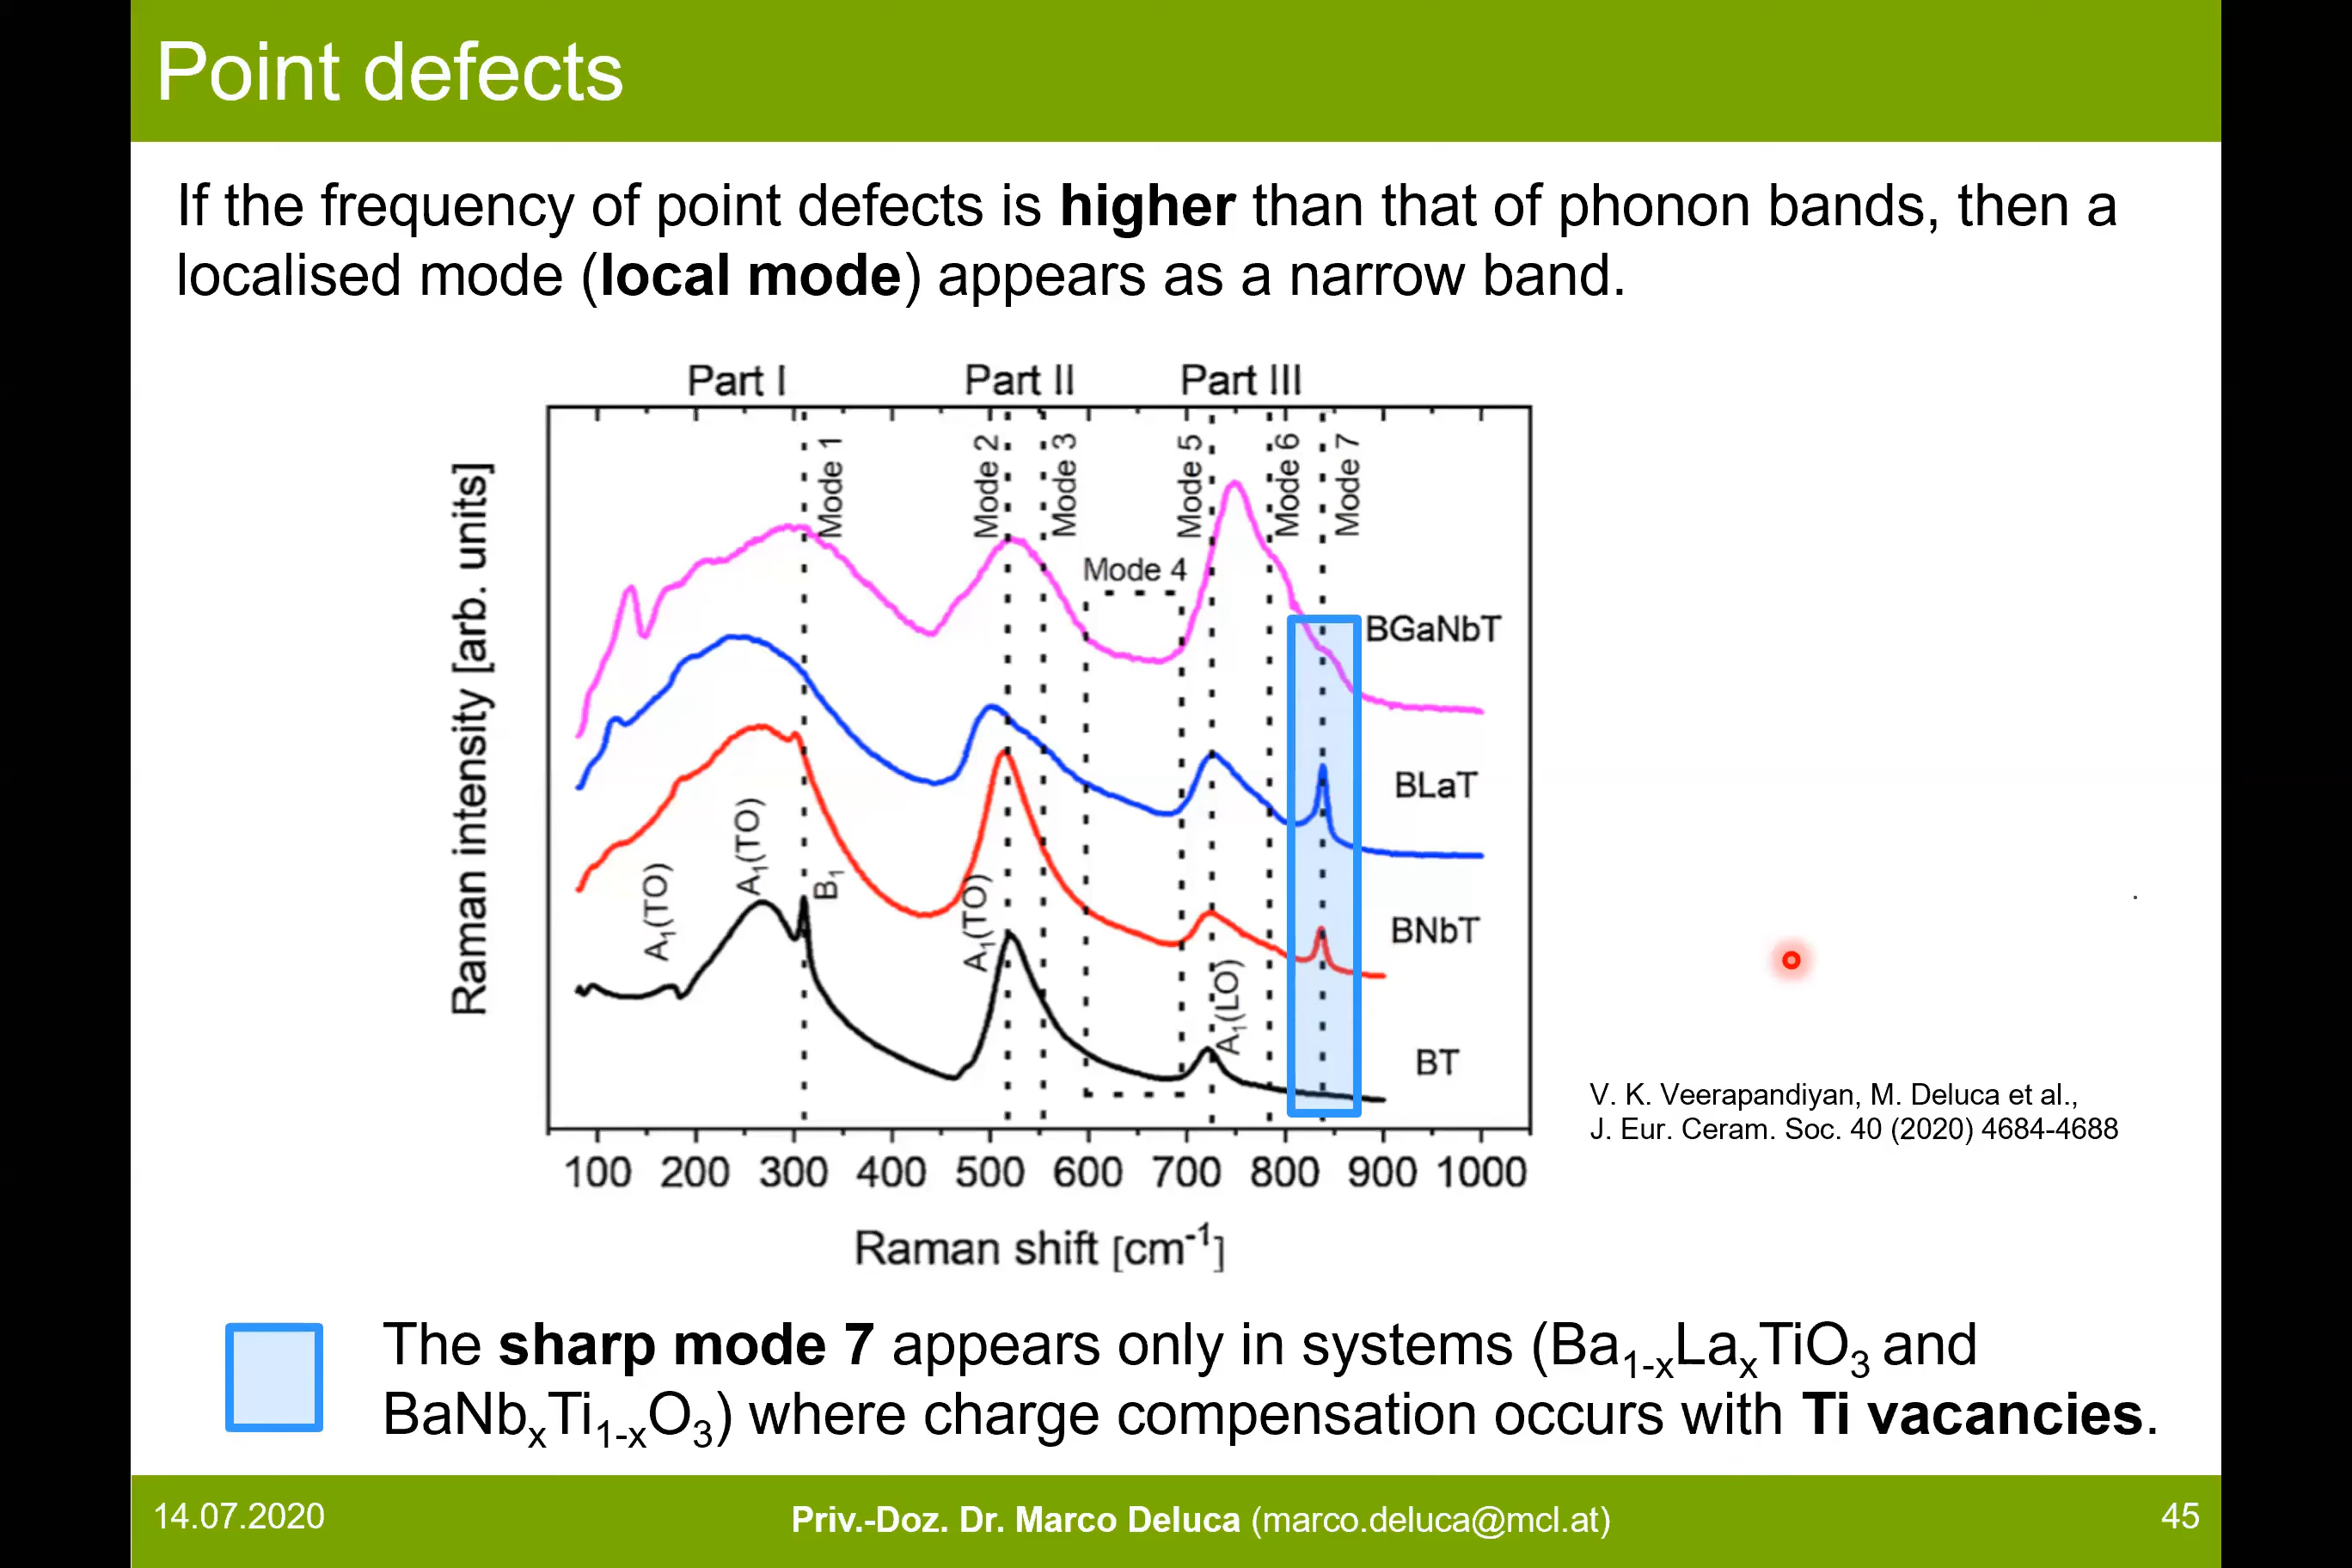 Point defects
If the frequency of point defects is higher than that of phonon bands, then a
localised mode (local mode) appears as a narrow band.
Part I Part II Part III
Mode 1
Mode 2
Mode 3
Mode 4
Mode 5
Mode 6
Mode 7
BGaNbT
BLaT
BNbT
BT
A₁(TO)
A₁(TO)
B₁
A₁(TO)
A₁(LO)
Raman intensity [arb. units]
100 200 300 400 500 600 700 800 900 1000
Raman shift [cm⁻¹]
V. K. Veerapandiyan, M. Deluca et al.,
J. Eur. Ceram. Soc. 40 (2020) 4684-4688
The sharp mode 7 appears only in systems (Ba₁₋ₓLaₓTiO₃ and
BaNbₓTi₁₋ₓO₃) where charge compensation occurs with Ti vacancies.
14.07.2020 Priv.-Doz. Dr. Marco Deluca (marco.deluca@mcl.at) 45